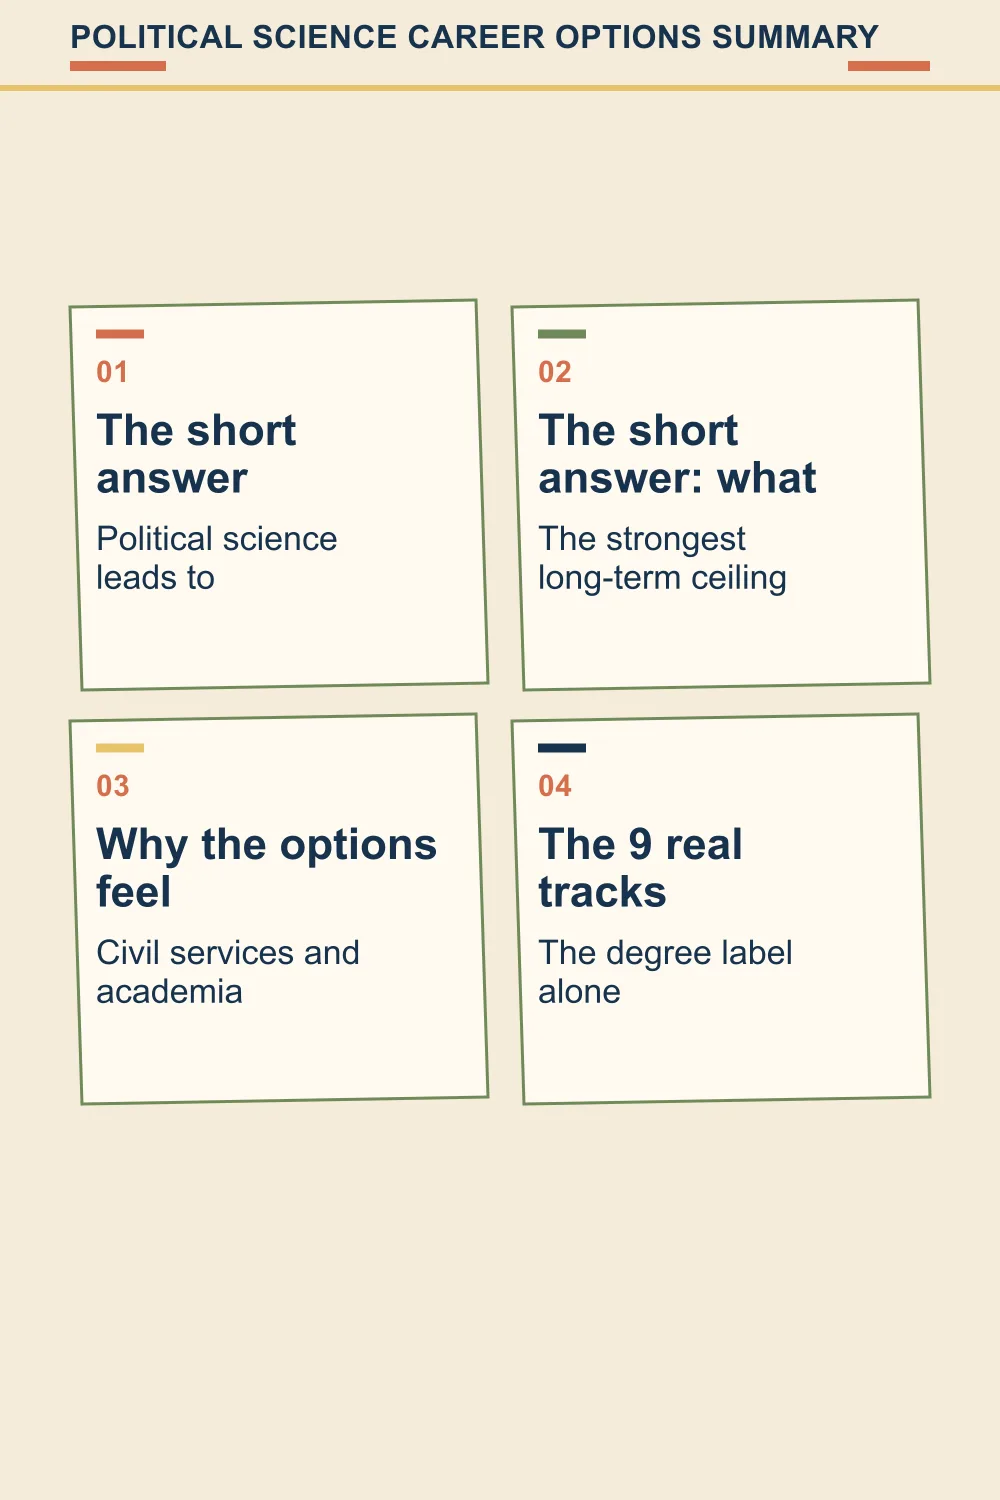 POLITICAL SCIENCE CAREER OPTIONS SUMMARY
01
The short
answer
Political science
leads to
02
The short
answer: what
The strongest
long-term ceiling
03
Why the options
feel
Civil services and
academia
04
The 9 real
tracks
The degree label
alone